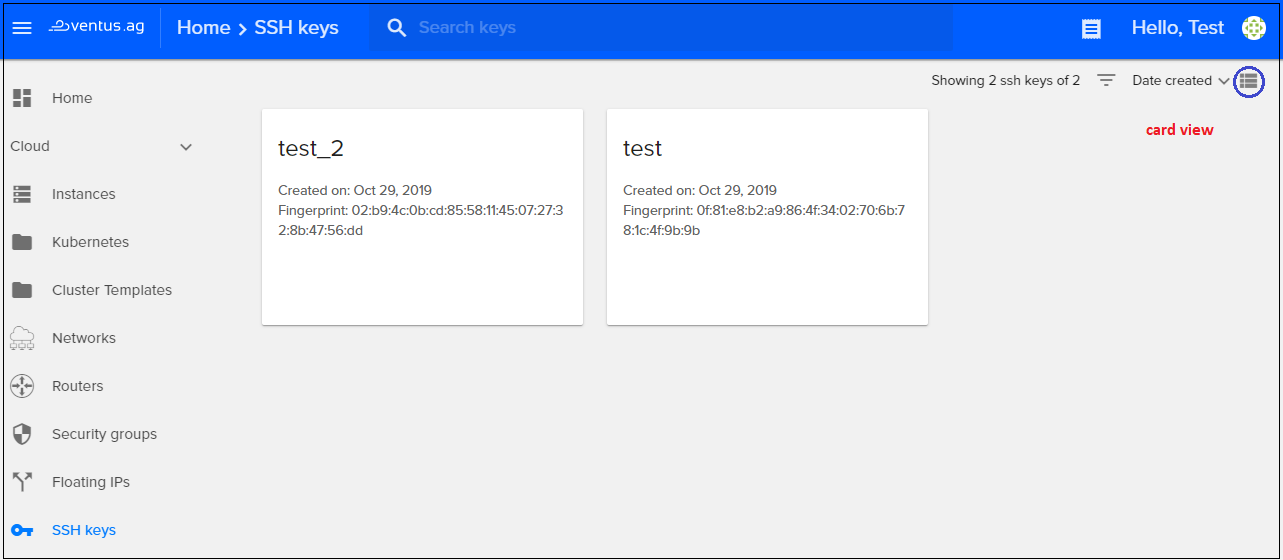 ventus.ag
Home > SSH keys
Search keys
Hello, Test
Showing 2 ssh keys of 2
Date created
card view
Home
Cloud
Instances
Kubernetes
Cluster Templates
Networks
Routers
Security groups
Floating IPs
SSH keys
test_2
Created on: Oct 29, 2019
Fingerprint: 02:b9:4c:0b:cd:85:58:11:45:07:27:3
2:8b:47:56:dd
test
Created on: Oct 29, 2019
Fingerprint: 0f:81:e8:b2:a9:86:4f:34:02:70:6b:7
8:1c:4f:9b:9b